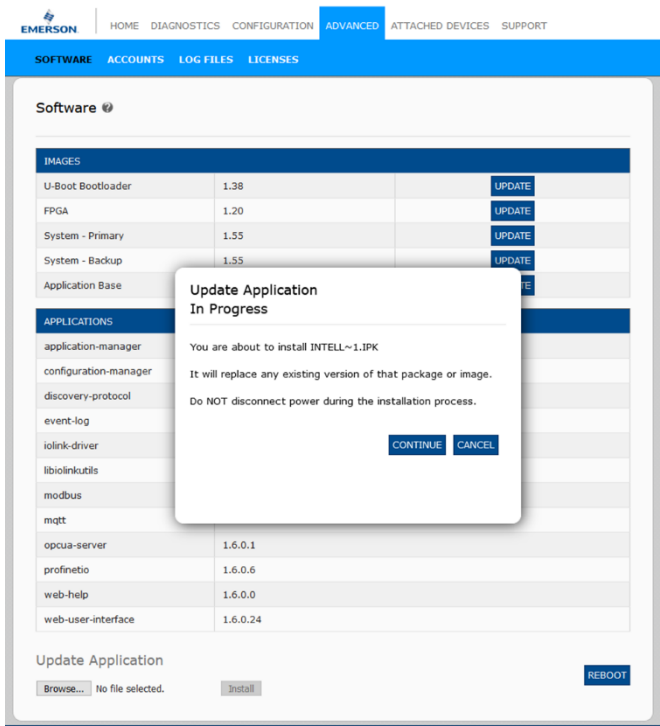 EMERSON
HOME DIAGNOSTICS CONFIGURATION ADVANCED ATTACHED DEVICES SUPPORT
SOFTWARE ACCOUNTS LOG FILES LICENSES
Software ?
IMAGES
U-Boot Bootloader 1.38 UPDATE
FPGA 1.20 UPDATE
System - Primary 1.55 UPDATE
System - Backup 1.55 UPDATE
Application Base
APPLICATIONS
application-manager
configuration-manager
discovery-protocol
event-log
iolink-driver
libiolinkutils
modbus
mqtt
opcua-server 1.6.0.1
profinetio 1.6.0.6
web-help 1.6.0.0
web-user-interface 1.6.0.24
Update Application
In Progress
You are about to install INTELL~1.IPK
It will replace any existing version of that package or image.
Do NOT disconnect power during the installation process.
CONTINUE CANCEL
Update Application
REBOOT
Browse... No file selected. Install